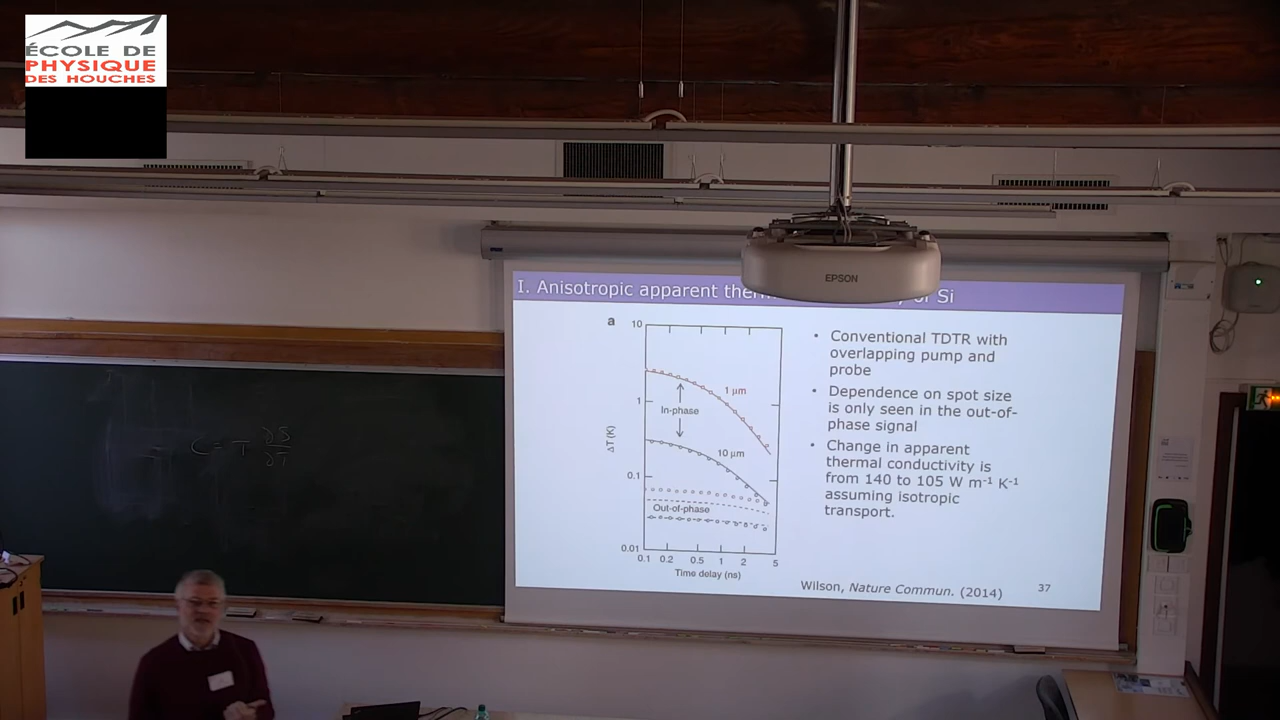 ÉCOLE DE
PHYSIQUE
DES HOUCHES
EPSON
I. Anisotropic apparent ther y of Si
a
10
1
0.1
0.01
ΔT (K)
1 μm
In-phase
10 μm
Out-of-phase
0.1 0.2 0.5 1 2 5
Time delay (ns)
• Conventional TDTR with
overlapping pump and
probe
• Dependence on spot size
is only seen in the out-of-
phase signal
• Change in apparent
thermal conductivity is
from 140 to 105 W m⁻¹ K⁻¹
assuming isotropic
transport.
Wilson, Nature Commun. (2014)
37
C = T ∂S/∂T